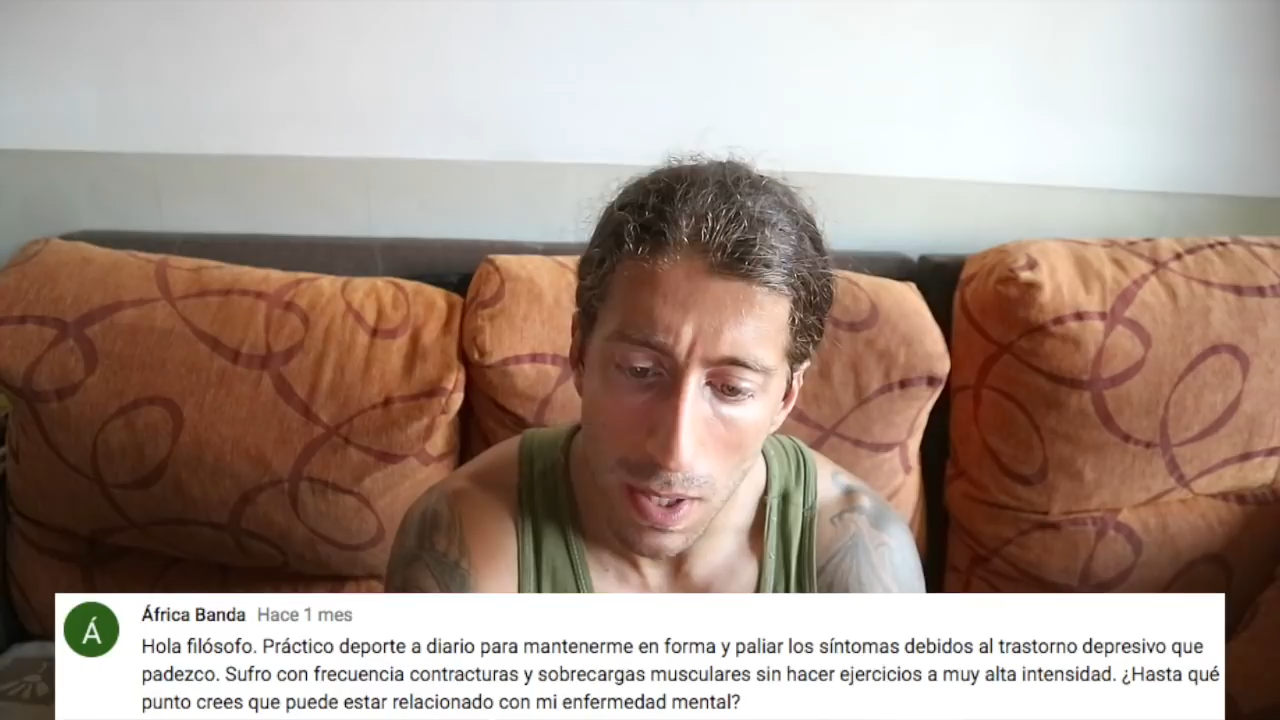 Á
África Banda Hace 1 mes
Hola filósofo. Práctico deporte a diario para mantenerme en forma y paliar los síntomas debidos al trastorno depresivo que
padezco. Sufro con frecuencia contracturas y sobrecargas musculares sin hacer ejercicios a muy alta intensidad. ¿Hasta qué
punto crees que puede estar relacionado con mi enfermedad mental?